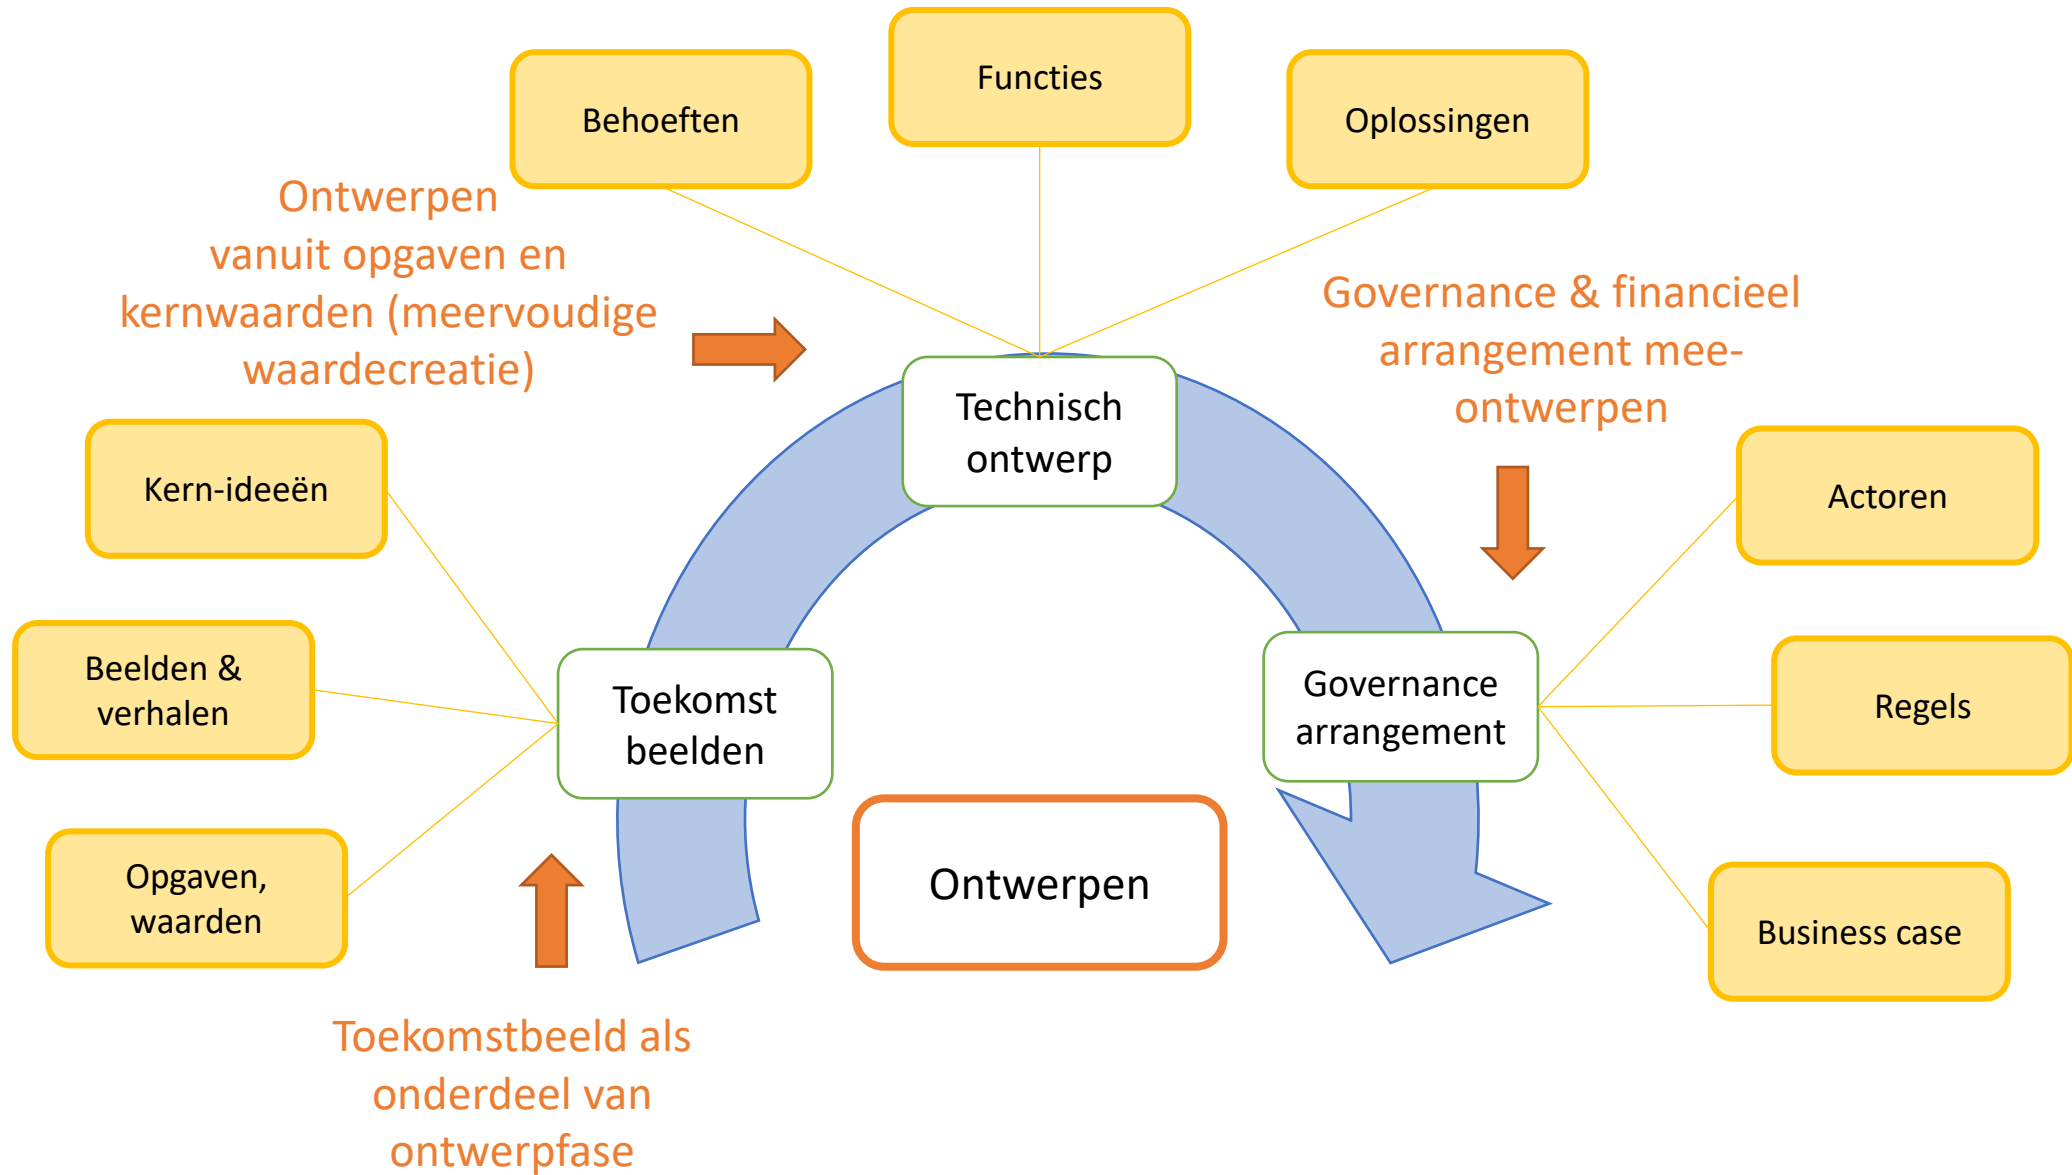 Functies
Behoeften
Oplossingen
Ontwerpen
vanuit opgaven en
kernwaarden (meervoudige
waardecreatie)
Governance & financieel
arrangement mee-
ontwerpen
Technisch
ontwerp
Kern-ideeën
Actoren
Beelden &
verhalen
Toekomst
beelden
Governance
arrangement
Regels
Opgaven,
waarden
Ontwerpen
Business case
Toekomstbeeld als
onderdeel van
ontwerpfase